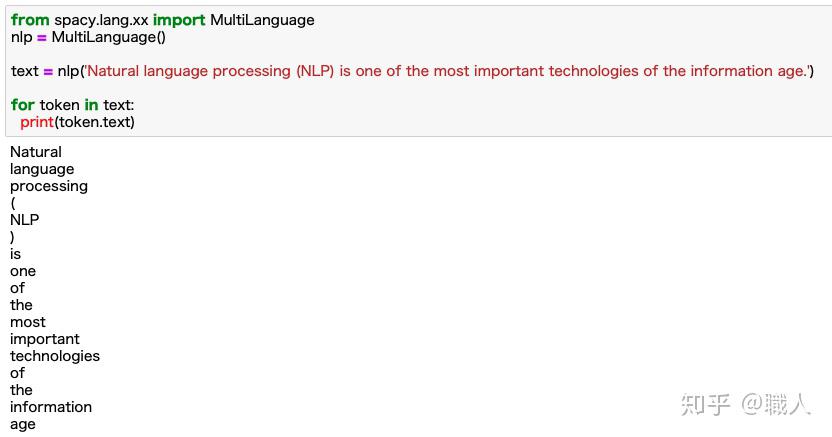 from spacy.lang.xx import MultiLanguage
nlp = MultiLanguage()
text = nlp('Natural language processing (NLP) is one of the most important technologies of the information age.')
for token in text:
print(token.text)
Natural
language
processing
(
NLP
)
is
one
of
the
most
important
technologies
of
the
information
age
知乎 @職人